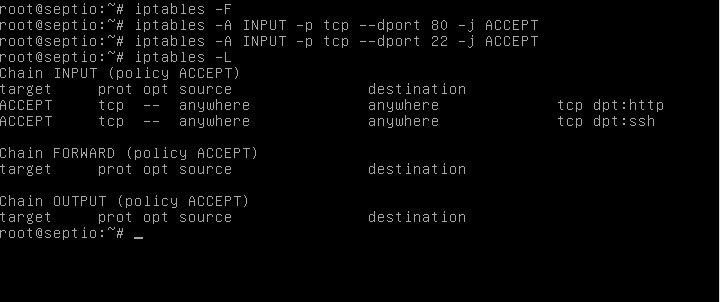 root@septio:~# iptables -F
root@septio:~# iptables -A INPUT -p tcp --dport 80 -j ACCEPT
root@septio:~# iptables -A INPUT -p tcp --dport 22 -j ACCEPT
root@septio:~# iptables -L
Chain INPUT (policy ACCEPT)
target     prot opt source               destination
ACCEPT     tcp  --  anywhere             anywhere             tcp dpt:http
ACCEPT     tcp  --  anywhere             anywhere             tcp dpt:ssh

Chain FORWARD (policy ACCEPT)
target     prot opt source               destination

Chain OUTPUT (policy ACCEPT)
target     prot opt source               destination
root@septio:~# _